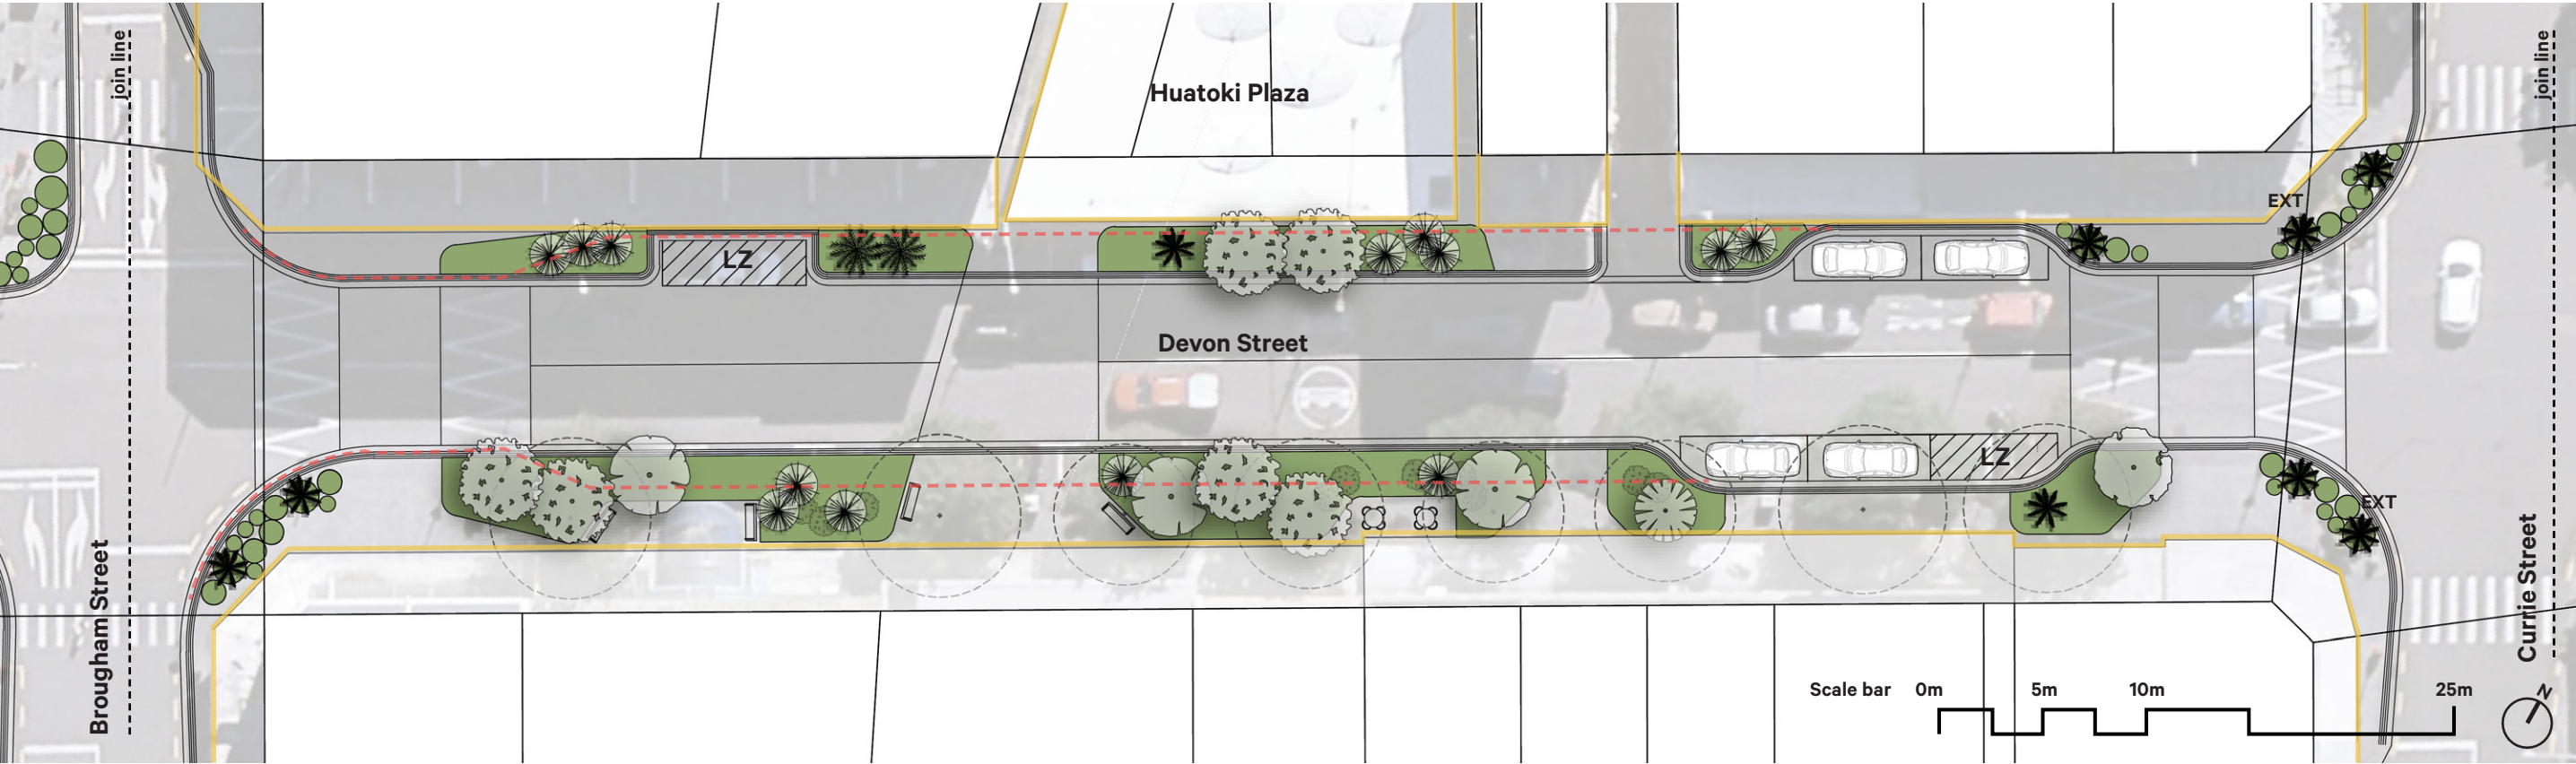 join line
join line
Huatoki Plaza
EXT
LZ
Devon Street
LZ
EXT
Brougham Street
Currie Street
Scale bar 0m 5m 10m 25m
N